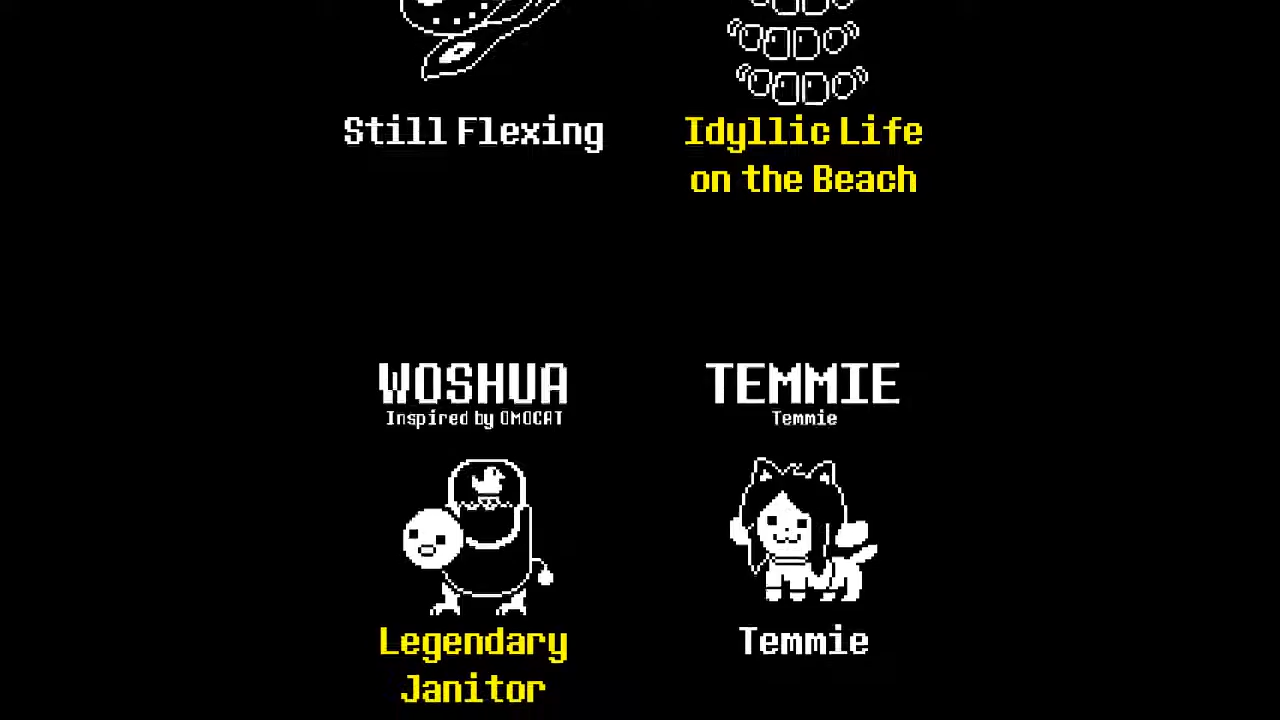 Still Flexing
Idyllic Life
on the Beach
WOSHUA
Inspired by OMOCAT
TEMMIE
Temmie
Legendary
Janitor
Temmie